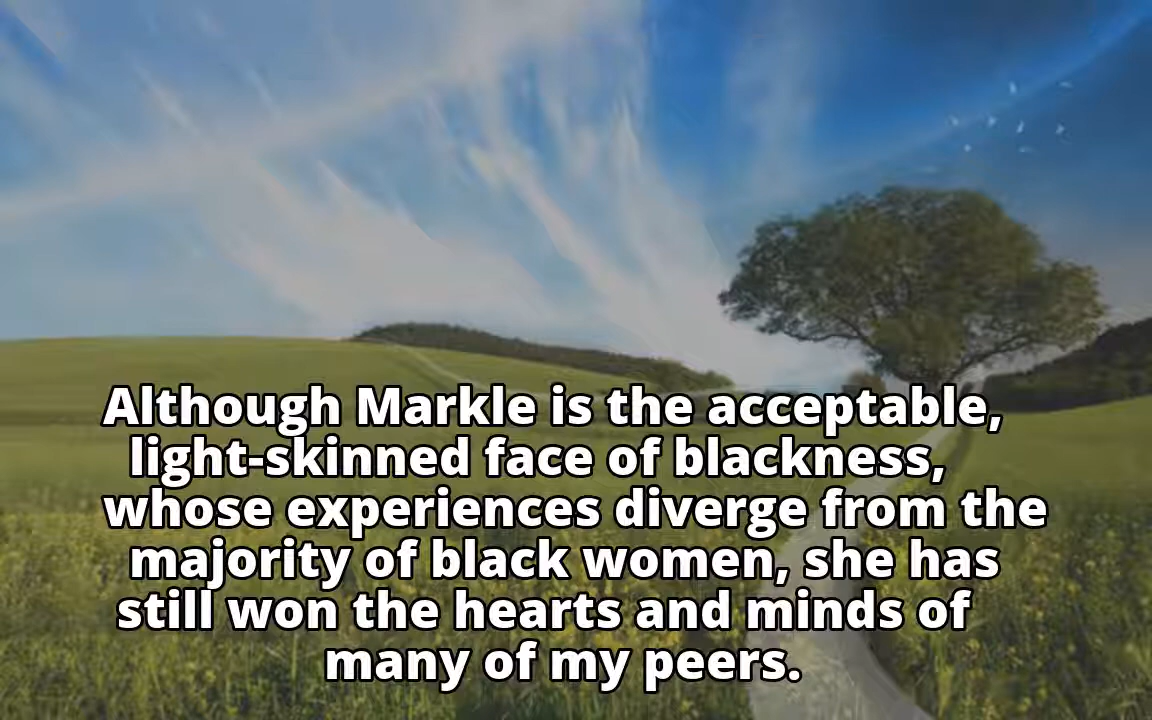 Although Markle is the acceptable,
light-skinned face of blackness,
whose experiences diverge from the
majority of black women, she has
still won the hearts and minds of
many of my peers.